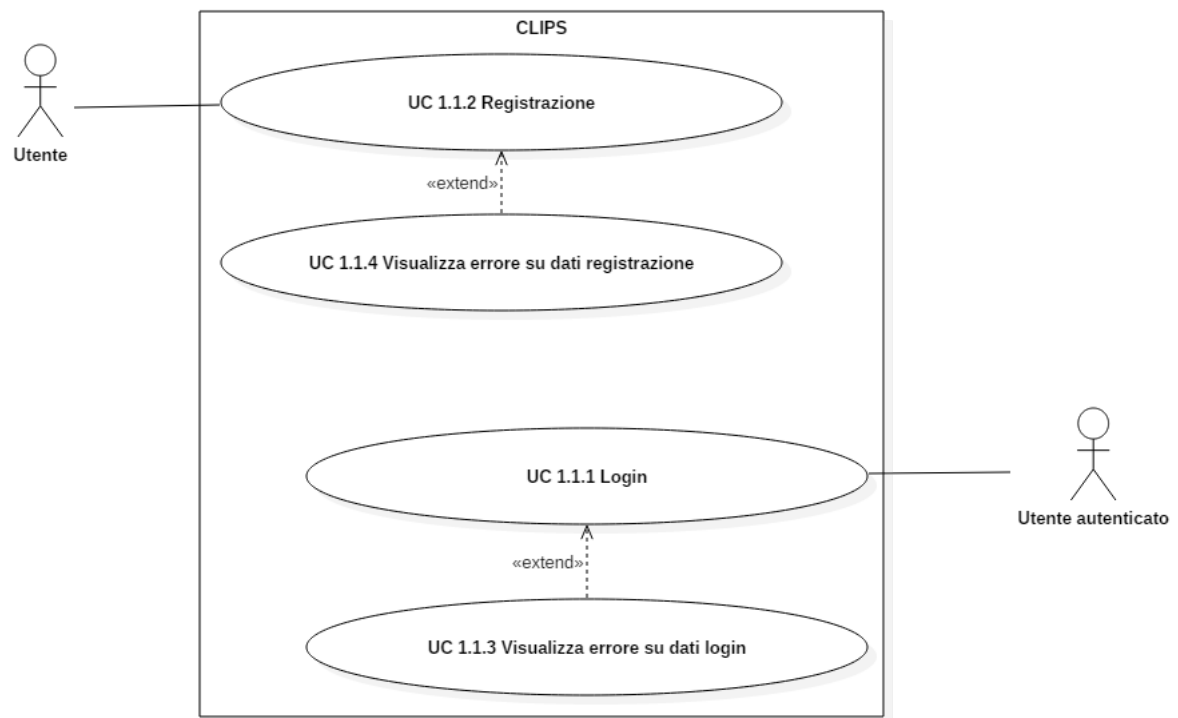 CLIPS
UC 1.1.2 Registrazione
Utente
«extend»
UC 1.1.4 Visualizza errore su dati registrazione
UC 1.1.1 Login
Utente autenticato
«extend»
UC 1.1.3 Visualizza errore su dati login